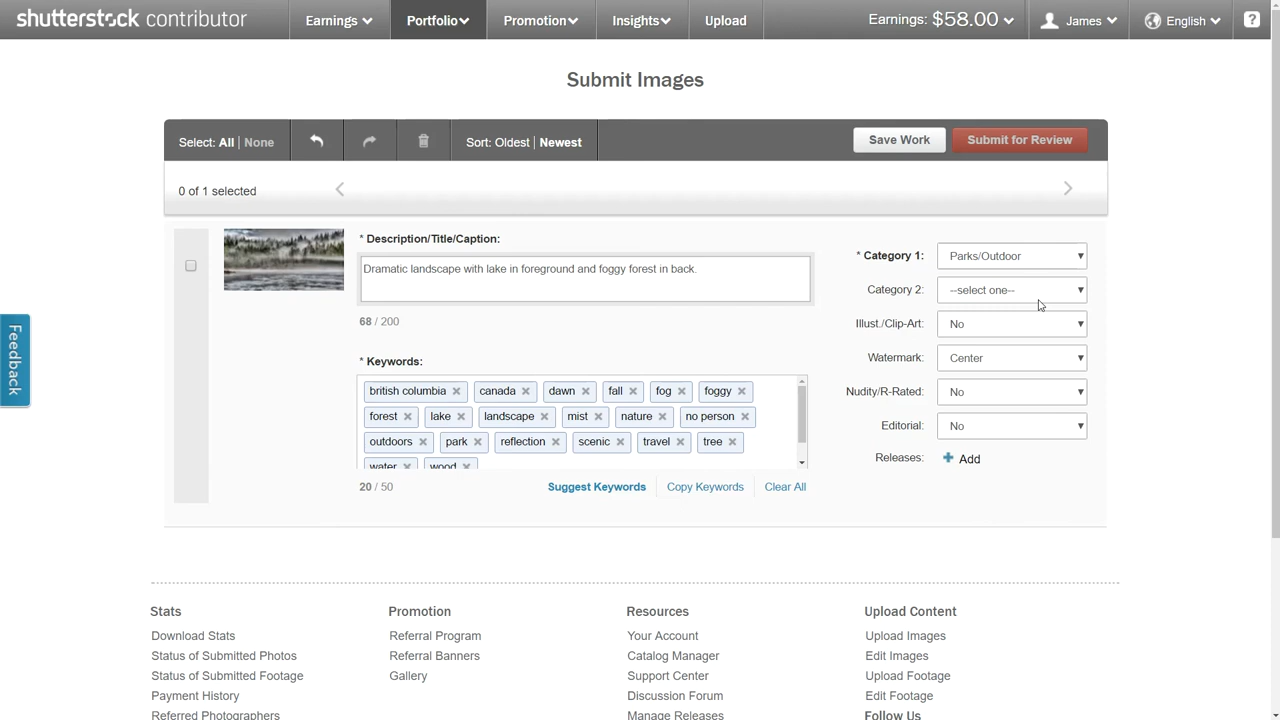 shutterstock contributor Earnings Portfolio Promotion Insights Upload Earnings: $58.00 James English ?
Submit Images
Select: All | None Sort: Oldest | Newest Save Work Submit for Review
0 of 1 selected
* Description/Title/Caption:
Dramatic landscape with lake in foreground and foggy forest in back.
68 / 200
* Keywords:
british columbia canada dawn fall fog foggy
forest lake landscape mist nature no person
outdoors park reflection scenic travel tree
water wood
20 / 50 Suggest Keywords Copy Keywords Clear All
* Category 1: Parks/Outdoor
Category 2: --select one--
Illust./Clip-Art: No
Watermark: Center
Nudity/R-Rated: No
Editorial: No
Releases: + Add
Feedback
Stats
Download Stats
Status of Submitted Photos
Status of Submitted Footage
Payment History
Referred Photographers
Promotion
Referral Program
Referral Banners
Gallery
Resources
Your Account
Catalog Manager
Support Center
Discussion Forum
Manage Releases
Upload Content
Upload Images
Edit Images
Upload Footage
Edit Footage
Follow Us